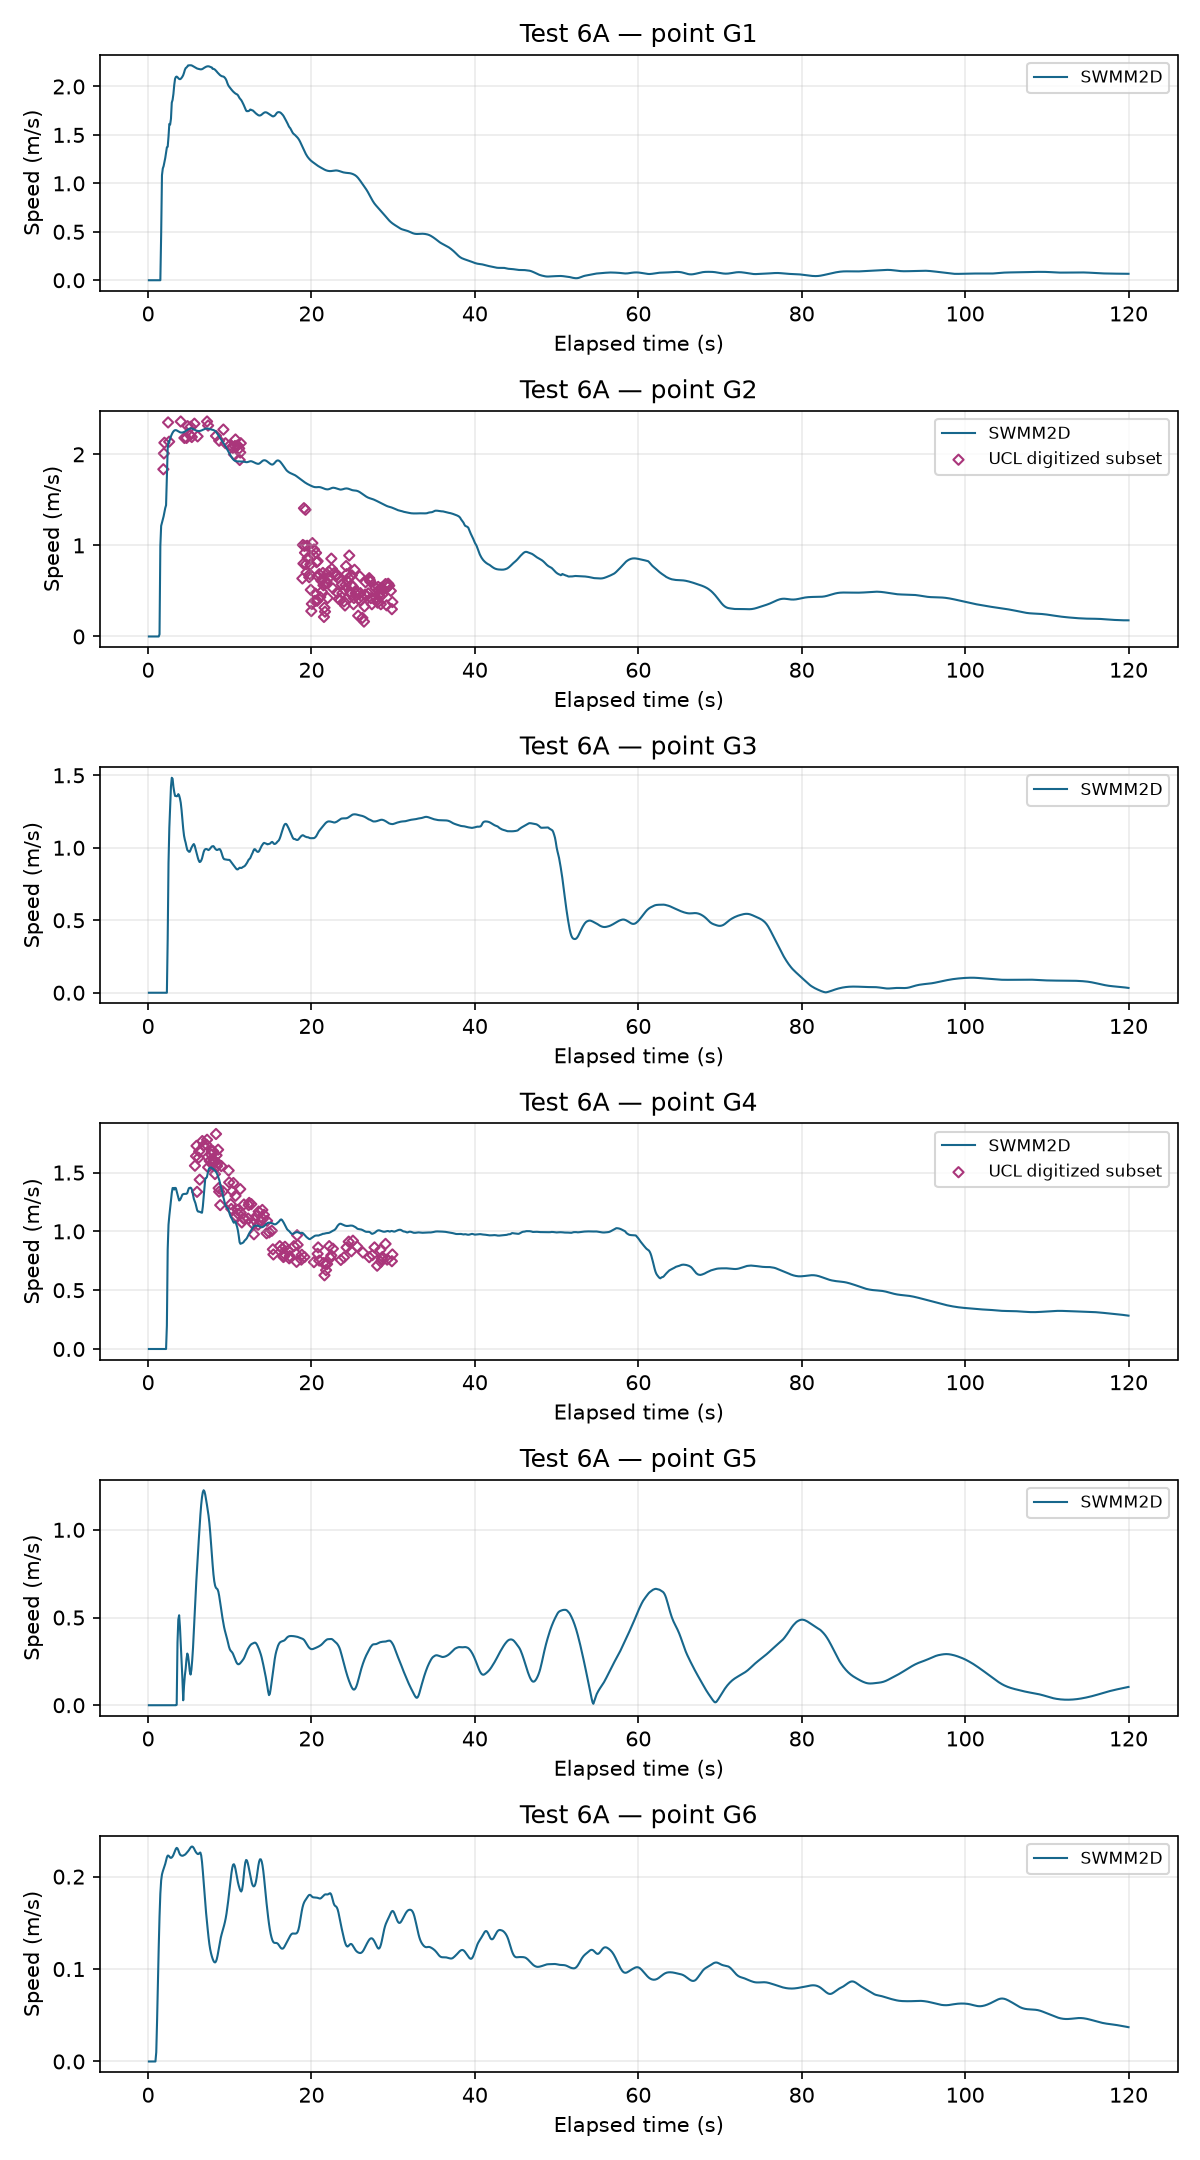 Test 6A — point G1
SWMM2D
Speed (m/s)
2.0
1.5
1.0
0.5
0.0
0 20 40 60 80 100 120
Elapsed time (s)
Test 6A — point G2
SWMM2D
UCL digitized subset
Speed (m/s)
2
1
0
0 20 40 60 80 100 120
Elapsed time (s)
Test 6A — point G3
SWMM2D
Speed (m/s)
1.5
1.0
0.5
0.0
0 20 40 60 80 100 120
Elapsed time (s)
Test 6A — point G4
SWMM2D
UCL digitized subset
Speed (m/s)
1.5
1.0
0.5
0.0
0 20 40 60 80 100 120
Elapsed time (s)
Test 6A — point G5
SWMM2D
Speed (m/s)
1.0
0.5
0.0
0 20 40 60 80 100 120
Elapsed time (s)
Test 6A — point G6
SWMM2D
Speed (m/s)
0.2
0.1
0.0
0 20 40 60 80 100 120
Elapsed time (s)